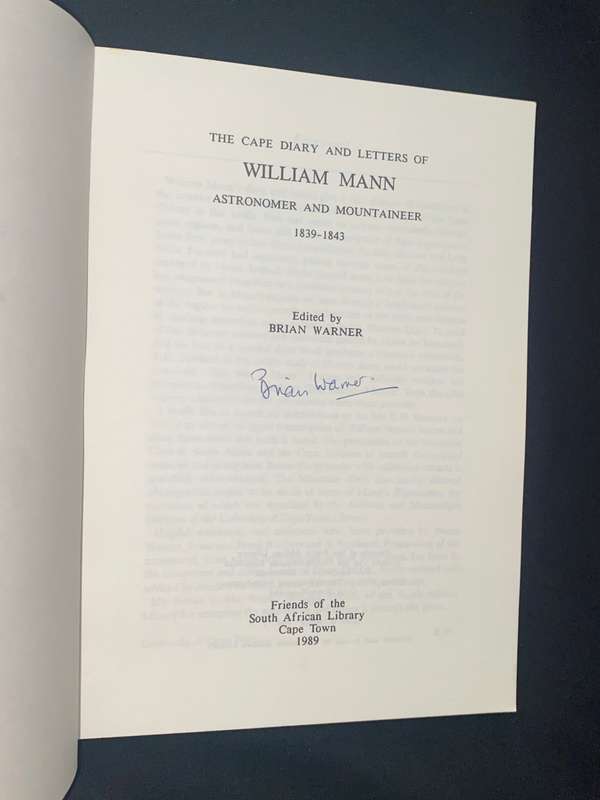 THE CAPE DIARY AND LETTERS OF
WILLIAM MANN
ASTRONOMER AND MOUNTAINEER
1839-1843
Edited by
BRIAN WARNER
Brian Warner.
Friends of the
South African Library
Cape Town
1989